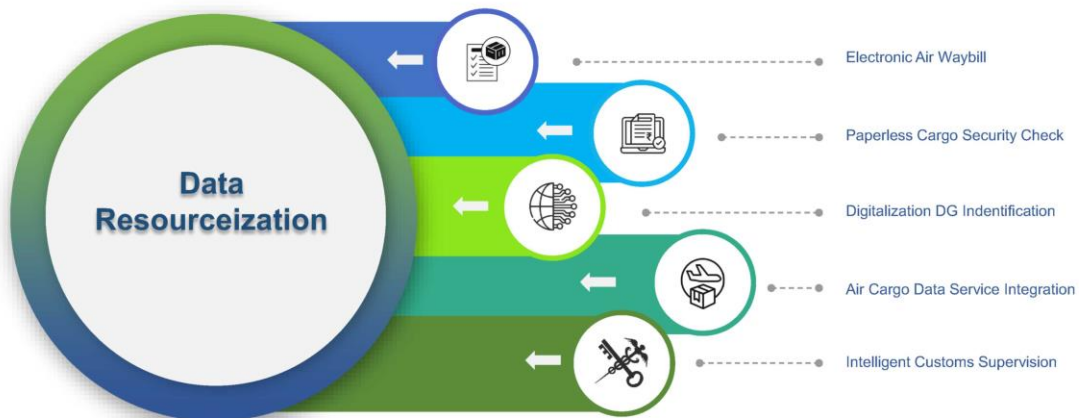 Data
Resourceization
Electronic Air Waybill
Paperless Cargo Security Check
Digitalization DG Indentification
Air Cargo Data Service Integration
Intelligent Customs Supervision